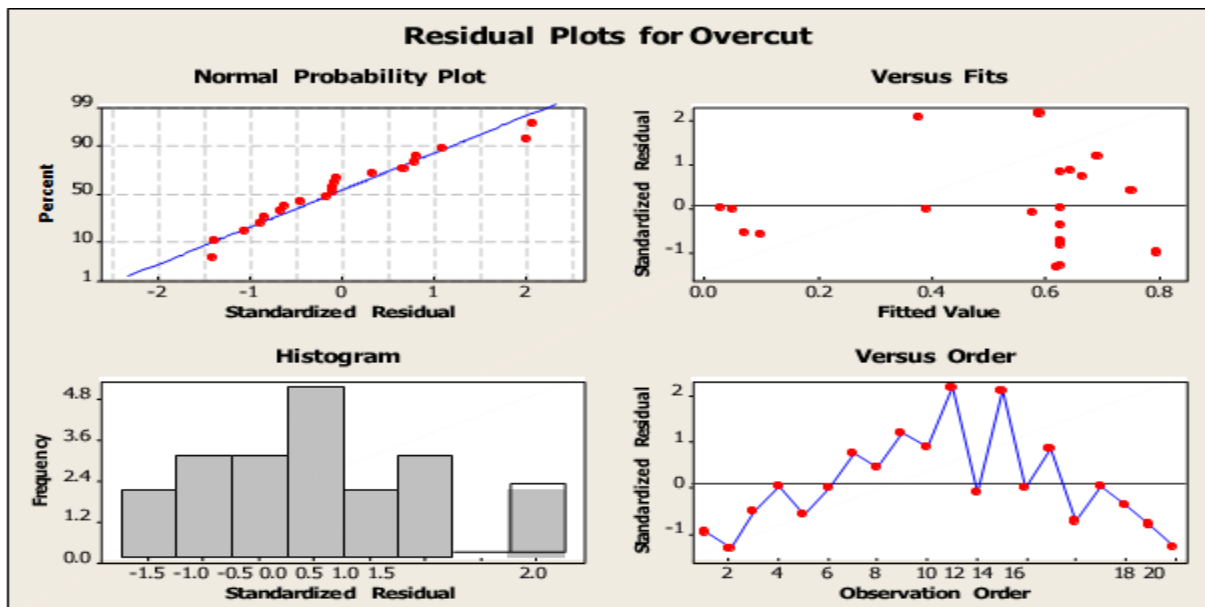 Residual Plots for Overcut
Normal Probability Plot
Percent
99
90
50
10
1
-2 -1 0 1 2
Standardized Residual
Versus Fits
Standardized Residual
2
1
0
-1
0.0 0.2 0.4 0.6 0.8
Fitted Value
Histogram
Frequency
4.8
3.6
2.4
1.2
0.0
-1.5 -1.0 -0.5 0.0 0.5 1.0 1.5 2.0
Standardized Residual
Versus Order
Standardized Residual
2
1
0
-1
2 4 6 8 10 12 14 16 18 20
Observation Order